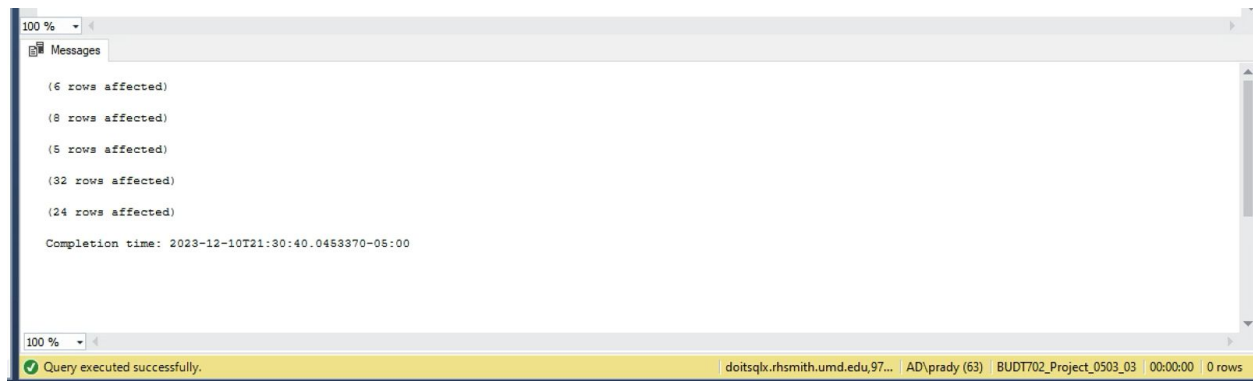 100 %
Messages
(6 rows affected)
(8 rows affected)
(5 rows affected)
(32 rows affected)
(24 rows affected)
Completion time: 2023-12-10T21:30:40.0453370-05:00
100 %
Query executed successfully. doitsqlx.rhsmith.umd.edu,97... AD\prady (63) BUDT702_Project_0503_03 00:00:00 0 rows